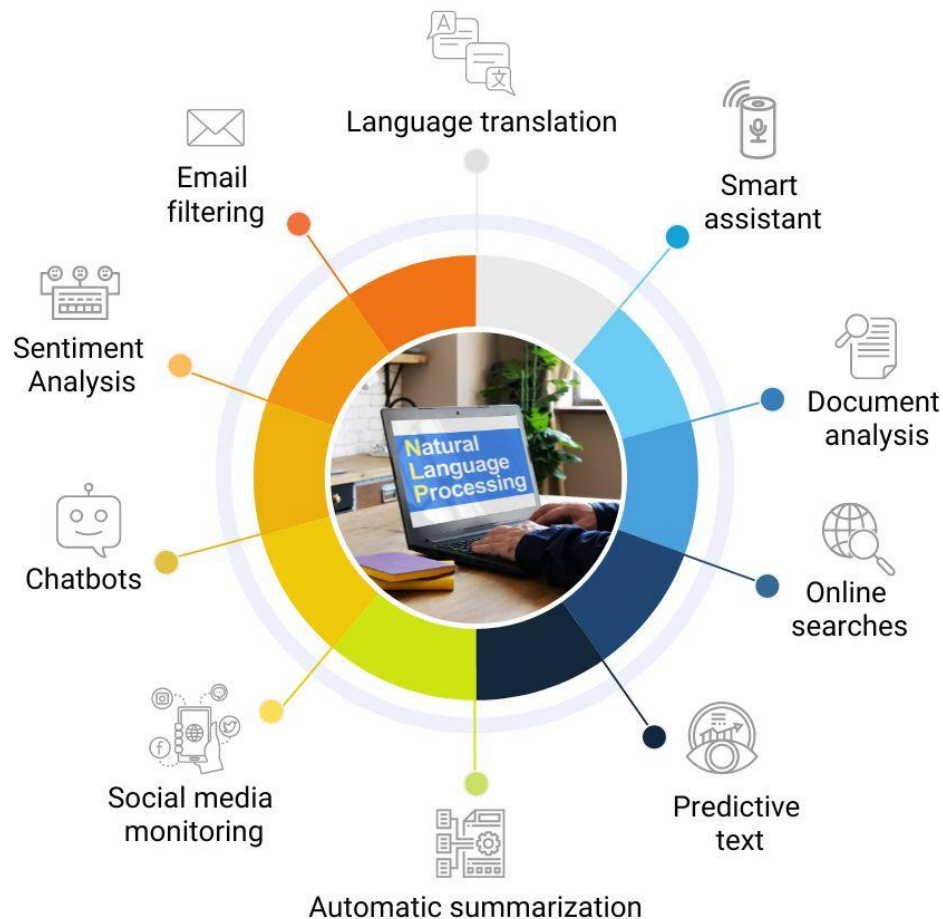 Language translation
Smart
assistant
Document
analysis
Online
searches
Predictive
text
Automatic summarization
Social media
monitoring
Chatbots
Sentiment
Analysis
Email
filtering
Natural
Language
Processing
A
文
f